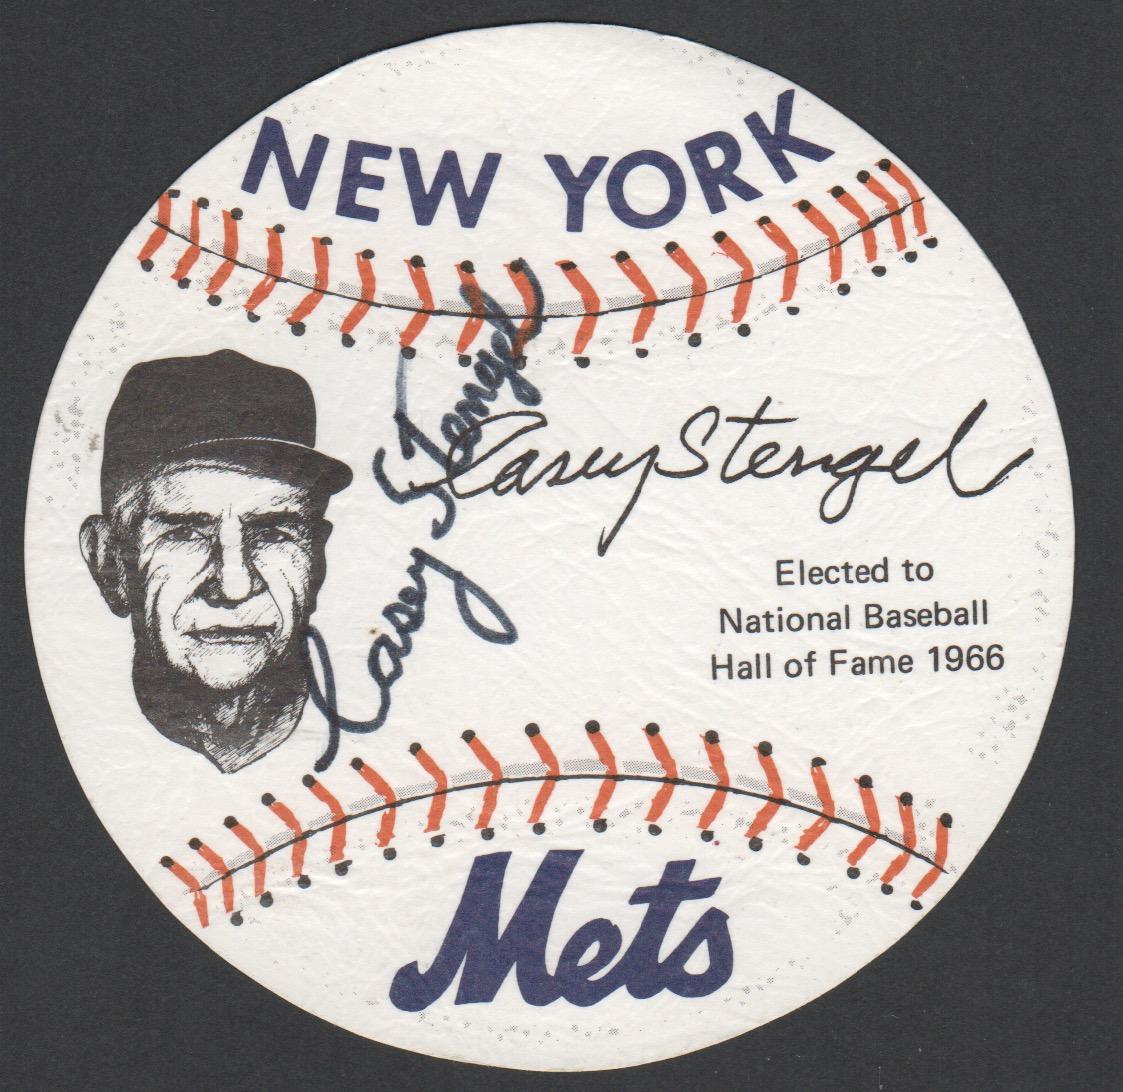 NEW YORK
Casey Stengel
Casey Stengel
Elected to
National Baseball
Hall of Fame 1966
Mets